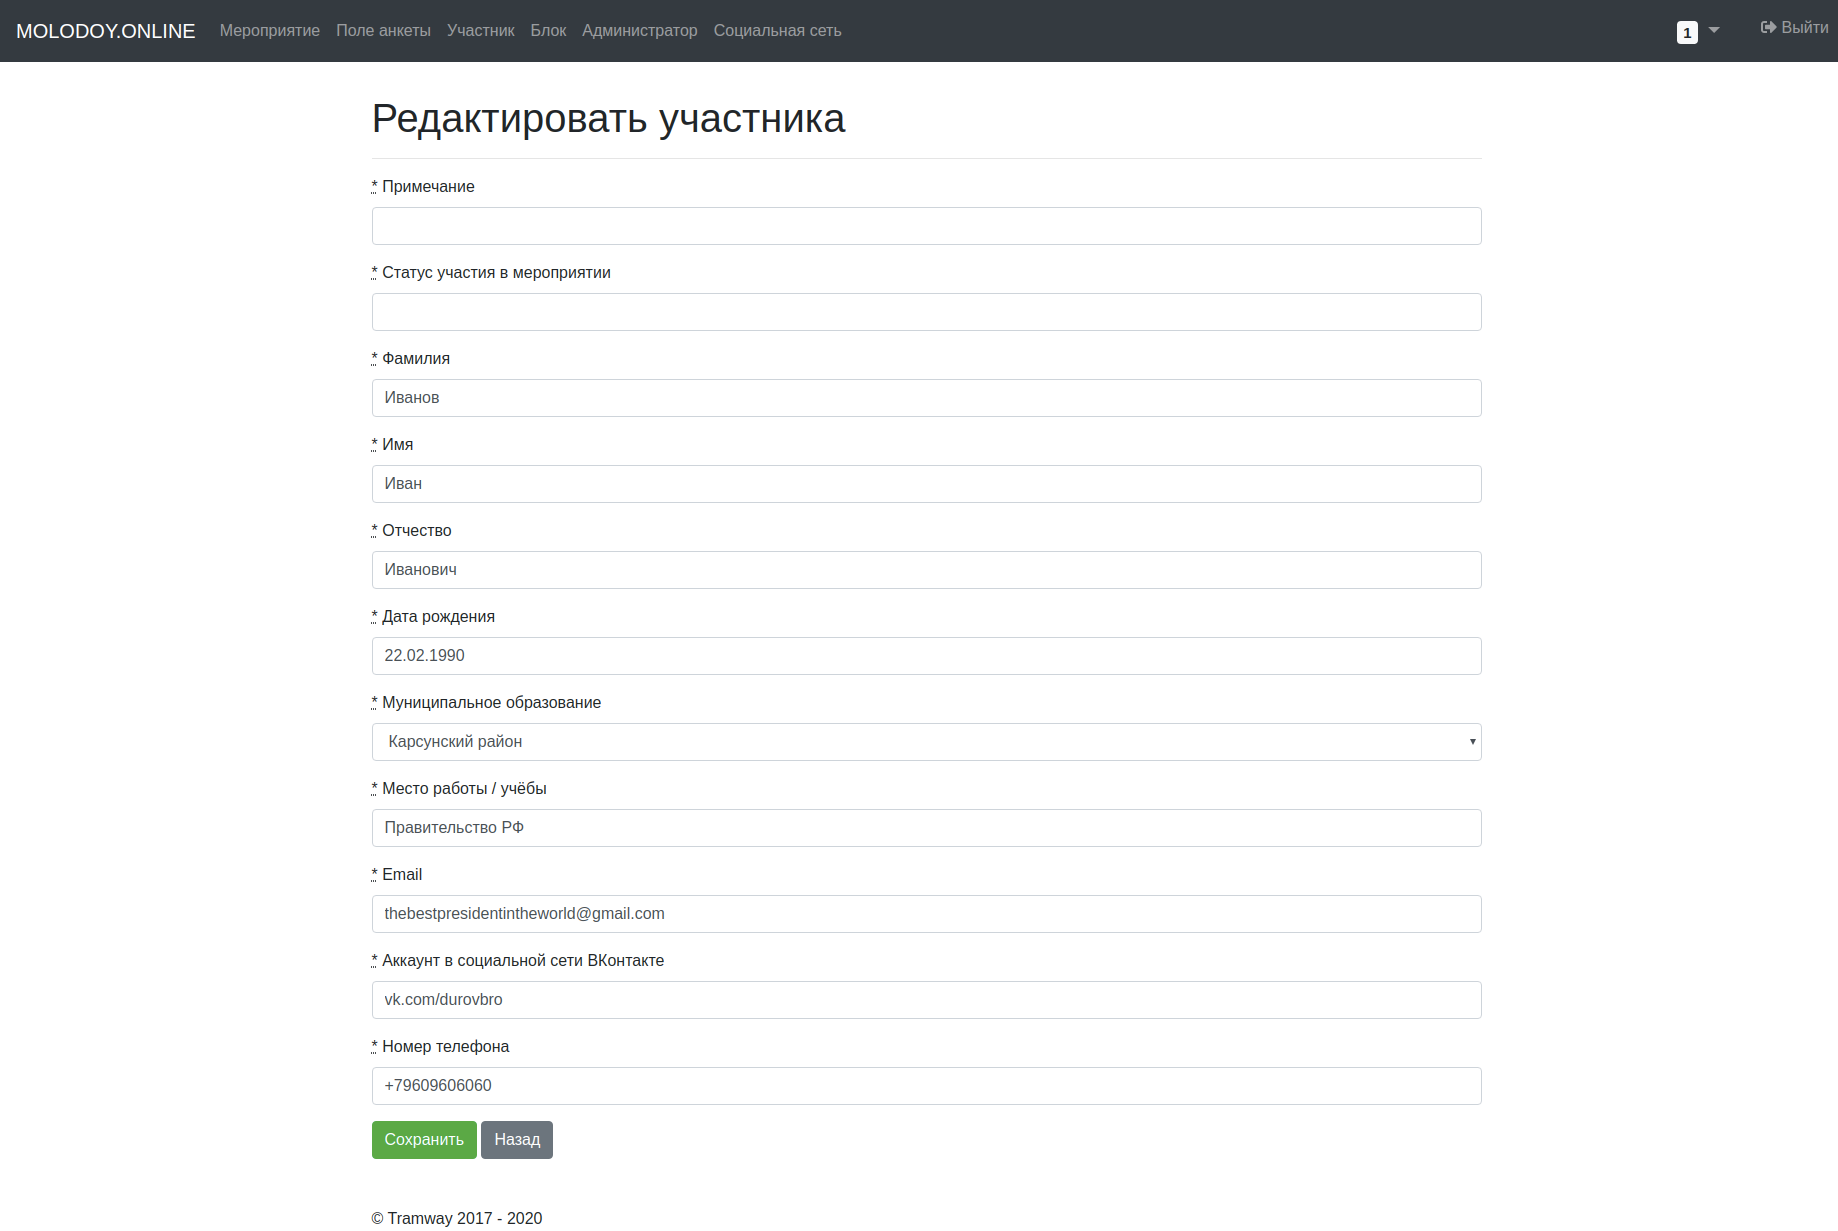 MOLODOY.ONLINE Мероприятие Поле анкеты Участник Блок Администратор Социальная сеть 1 Выйти
Редактировать участника
* Примечание
* Статус участия в мероприятии
* Фамилия
Иванов
* Имя
Иван
* Отчество
Иванович
* Дата рождения
22.02.1990
* Муниципальное образование
Карсунский район
* Место работы / учёбы
Правительство РФ
* Email
thebestpresidentintheworld@gmail.com
* Аккаунт в социальной сети ВКонтакте
vk.com/durovbro
* Номер телефона
+79609606060
Сохранить Назад
© Tramway 2017 - 2020